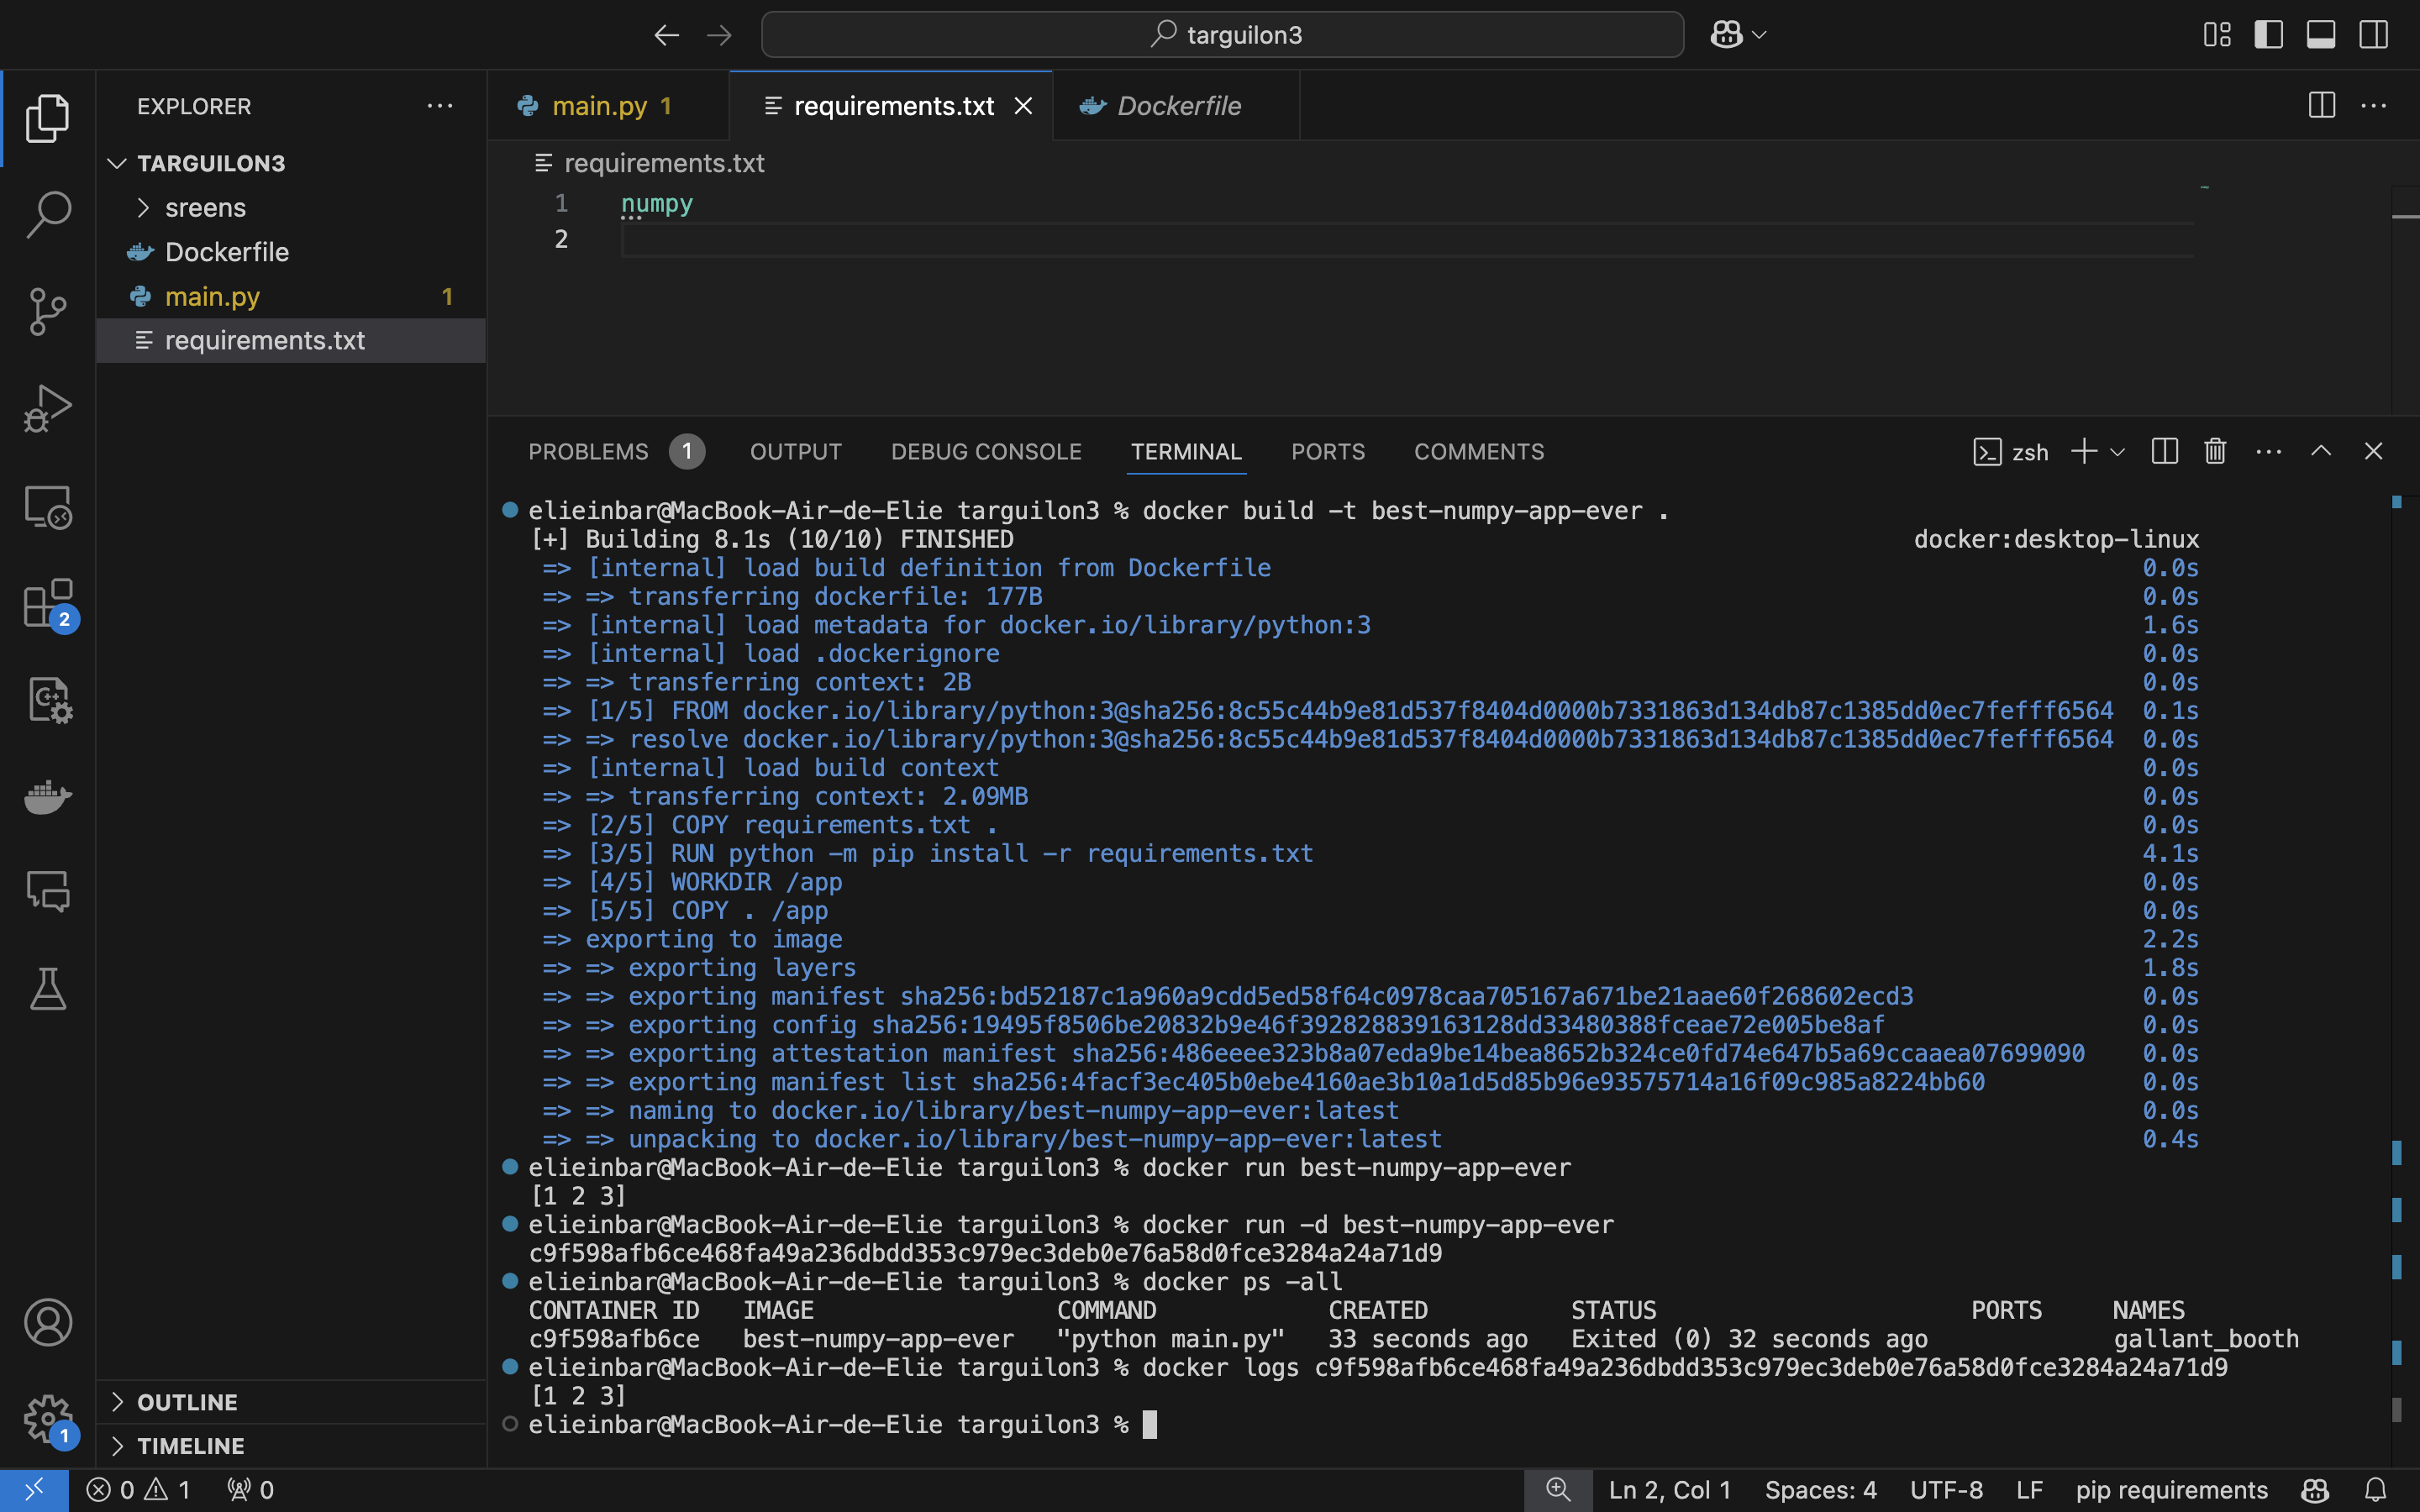 targuilon3
EXPLORER
main.py 1
requirements.txt
Dockerfile
TARGUILON3
sreens
Dockerfile
main.py 1
requirements.txt
requirements.txt
1 numpy
2
PROBLEMS 1 OUTPUT DEBUG CONSOLE TERMINAL PORTS COMMENTS
zsh
elieinbar@MacBook-Air-de-Elie targuilon3 % docker build -t best-numpy-app-ever .
[+] Building 8.1s (10/10) FINISHED docker:desktop-linux
=> [internal] load build definition from Dockerfile 0.0s
=> => transferring dockerfile: 177B 0.0s
=> [internal] load metadata for docker.io/library/python:3 1.6s
=> [internal] load .dockerignore 0.0s
=> => transferring context: 2B 0.0s
=> [1/5] FROM docker.io/library/python:3@sha256:8c55c44b9e81d537f8404d0000b7331863d134db87c1385dd0ec7fefff6564 0.1s
=> => resolve docker.io/library/python:3@sha256:8c55c44b9e81d537f8404d0000b7331863d134db87c1385dd0ec7fefff6564 0.0s
=> [internal] load build context 0.0s
=> => transferring context: 2.09MB 0.0s
=> [2/5] COPY requirements.txt . 0.0s
=> [3/5] RUN python -m pip install -r requirements.txt 4.1s
=> [4/5] WORKDIR /app 0.0s
=> [5/5] COPY . /app 0.0s
=> exporting to image 2.2s
=> => exporting layers 1.8s
=> => exporting manifest sha256:bd52187c1a960a9cdd5ed58f64c0978caa705167a671be21aae60f268602ecd3 0.0s
=> => exporting config sha256:19495f8506be20832b9e46f392828839163128dd33480388fceae72e005be8af 0.0s
=> => exporting attestation manifest sha256:486eeee323b8a07eda9be14bea8652b324ce0fd74e647b5a69ccaaea07699090 0.0s
=> => exporting manifest list sha256:4facf3ec405b0ebe4160ae3b10a1d5d85b96e93575714a16f09c985a8224bb60 0.0s
=> => naming to docker.io/library/best-numpy-app-ever:latest 0.0s
=> => unpacking to docker.io/library/best-numpy-app-ever:latest 0.4s
elieinbar@MacBook-Air-de-Elie targuilon3 % docker run best-numpy-app-ever
[1 2 3]
elieinbar@MacBook-Air-de-Elie targuilon3 % docker run -d best-numpy-app-ever
c9f598afb6ce468fa49a236dbdd353c979ec3deb0e76a58d0fce3284a24a71d9
elieinbar@MacBook-Air-de-Elie targuilon3 % docker ps -all
CONTAINER ID IMAGE COMMAND CREATED STATUS PORTS NAMES
c9f598afb6ce best-numpy-app-ever "python main.py" 33 seconds ago Exited (0) 32 seconds ago gallant_booth
elieinbar@MacBook-Air-de-Elie targuilon3 % docker logs c9f598afb6ce468fa49a236dbdd353c979ec3deb0e76a58d0fce3284a24a71d9
[1 2 3]
elieinbar@MacBook-Air-de-Elie targuilon3 %
2
C++
1
OUTLINE
TIMELINE
0 1 0
Ln 2, Col 1 Spaces: 4 UTF-8 LF pip requirements